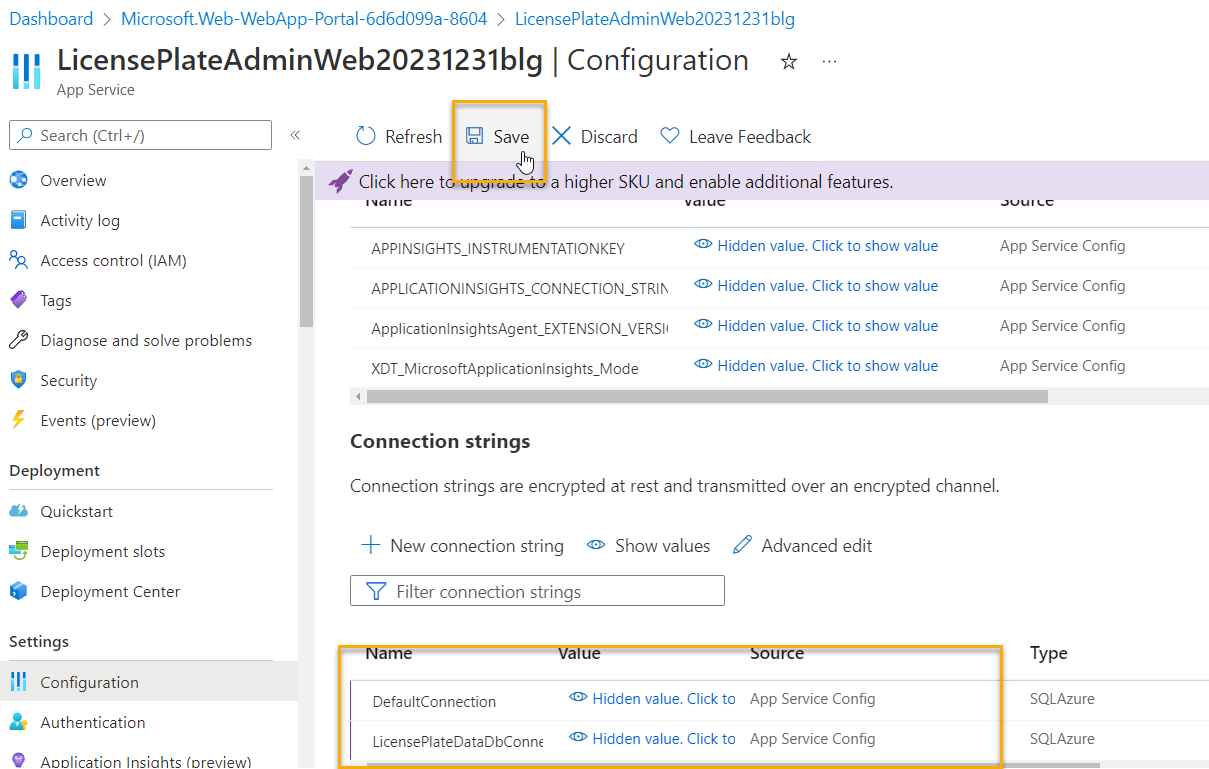 Dashboard > Microsoft.Web-WebApp-Portal-6d6d099a-8604 > LicensePlateAdminWeb20231231blg
LicensePlateAdminWeb20231231blg | Configuration ☆ ...
App Service
Search (Ctrl+/) «
Refresh Save Discard Leave Feedback
Click here to upgrade to a higher SKU and enable additional features.
Overview
Activity log
Access control (IAM)
Tags
Diagnose and solve problems
Security
Events (preview)
Deployment
Quickstart
Deployment slots
Deployment Center
Settings
Configuration
Authentication
Application Insights (preview)
Name Value Source
APPINSIGHTS_INSTRUMENTATIONKEY Hidden value. Click to show value App Service Config
APPLICATIONINSIGHTS_CONNECTION_STRIN Hidden value. Click to show value App Service Config
ApplicationInsightsAgent_EXTENSION_VERSI Hidden value. Click to show value App Service Config
XDT_MicrosoftApplicationInsights_Mode Hidden value. Click to show value App Service Config
Connection strings
Connection strings are encrypted at rest and transmitted over an encrypted channel.
New connection string Show values Advanced edit
Filter connection strings
Name Value Source Type
DefaultConnection Hidden value. Click to App Service Config SQLAzure
LicensePlateDataDbConne Hidden value. Click to App Service Config SQLAzure